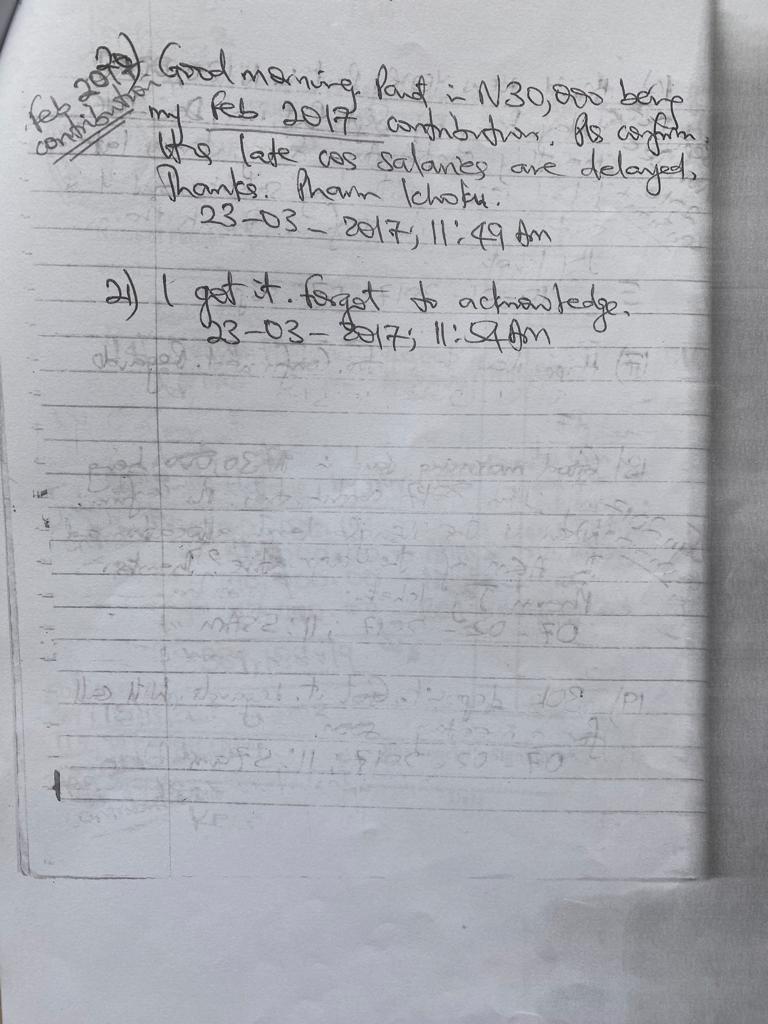 Feb 2017
contribution
20) Good morning. Paid in N30,000 being
my Feb 2017 contribution. Pls confirm.
late cos salaries are delayed.
Thanks. Pharm Ichoku.
23-03-2017; 11:49 Am
21) I got it. forgot to acknowledge.
23-03-2017; 11:54 Am